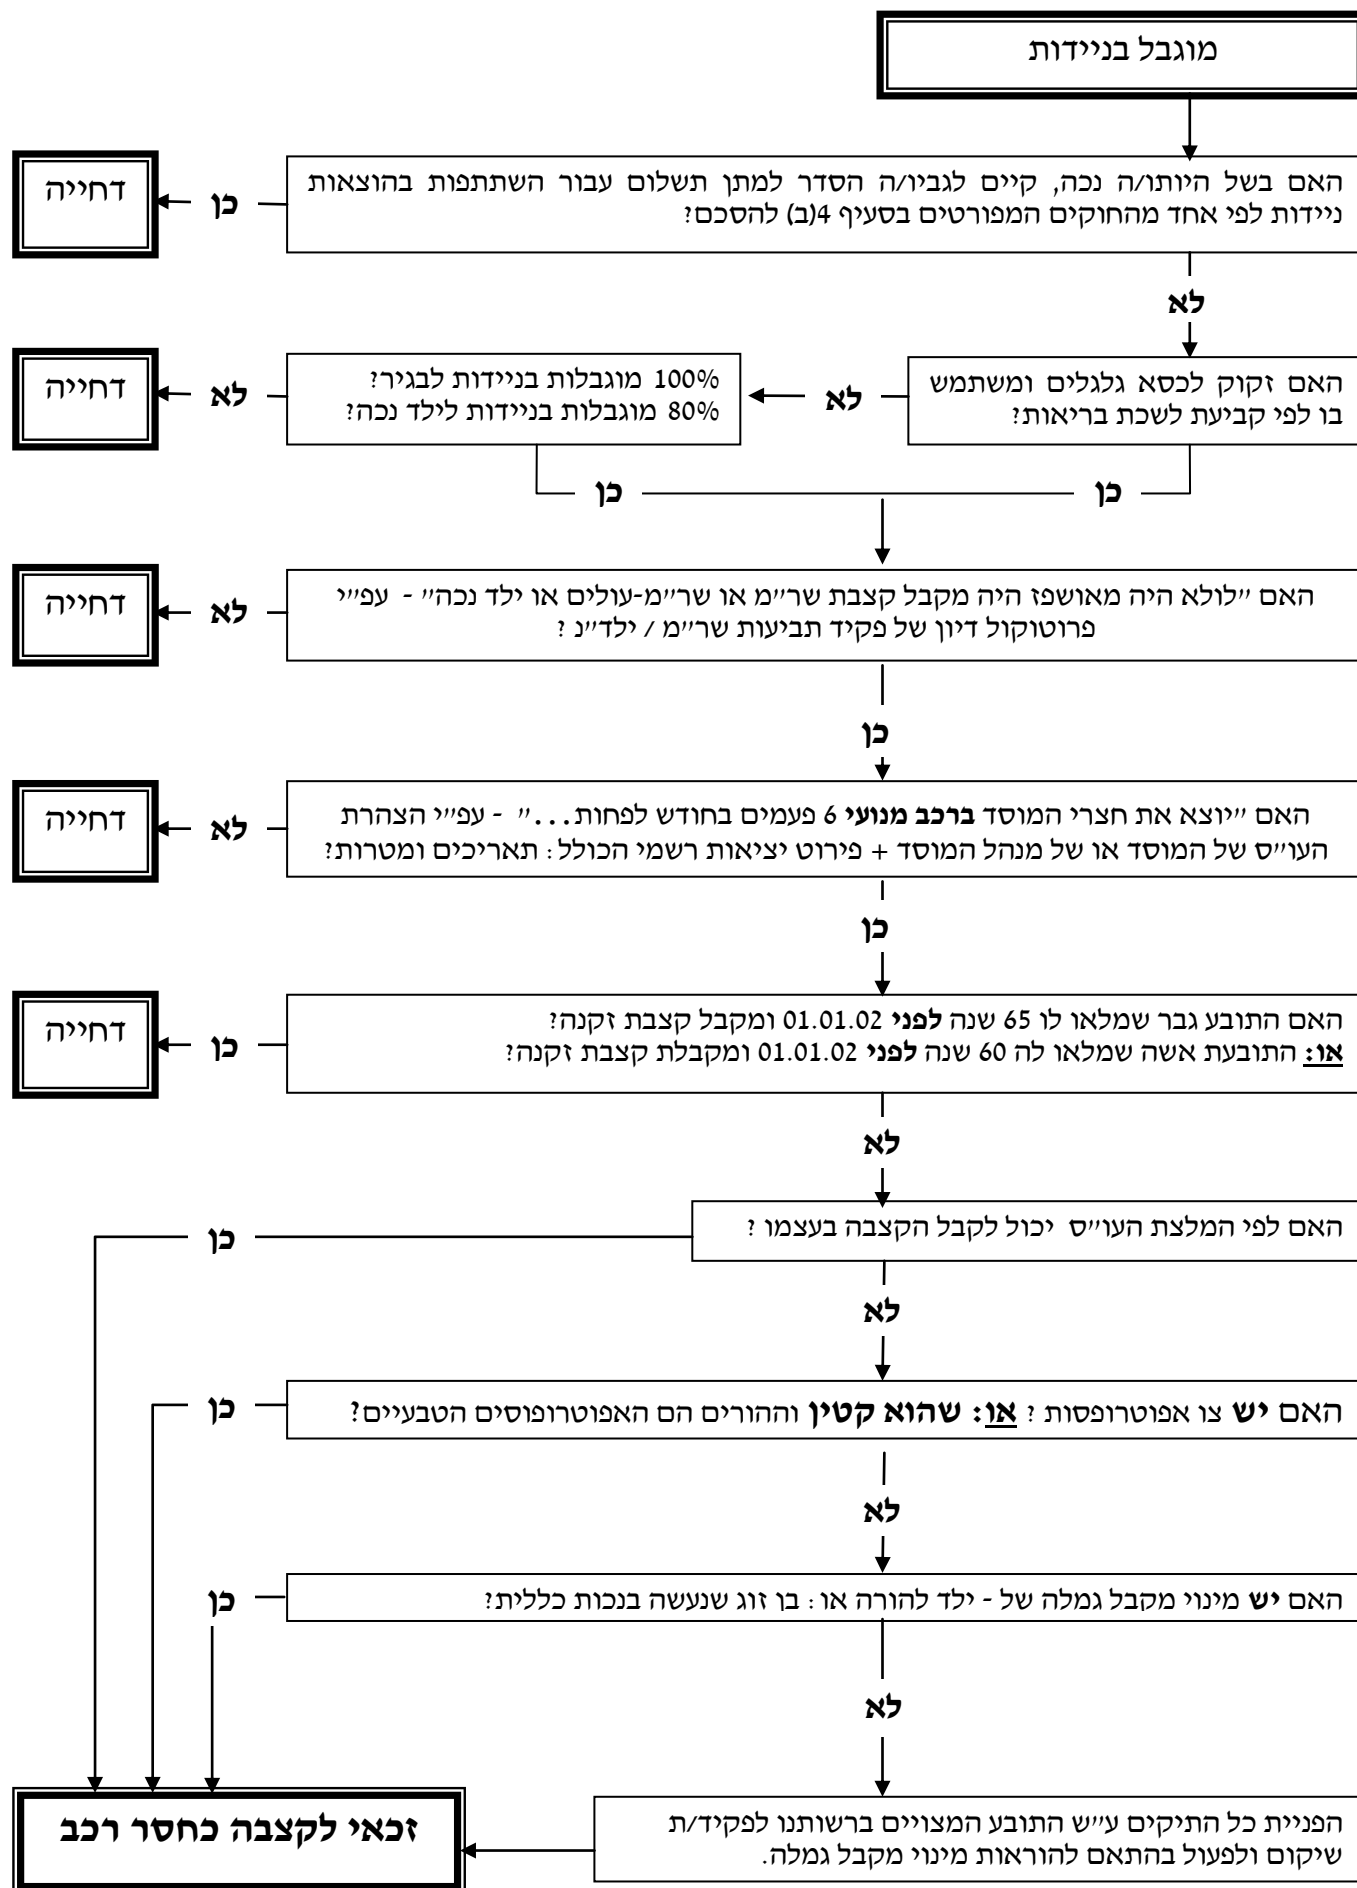 מוגבל בניידות
האם בשל היותו/ה נכה, קיים לגביו/ה הסדר למתן תשלום עבור השתתפות בהוצאות
ניידות לפי אחד מהחוקים המפורטים בסעיף 4(ב) להסכם?
כן
דחייה
לא
האם זקוק לכסא גלגלים ומשתמש
בו לפי קביעת לשכת בריאות?
לא
100% מוגבלות בניידות לבגיר?
80% מוגבלות בניידות לילד נכה?
לא
דחייה
כן
כן
האם "לולא היה מאושפז היה מקבל קצבת שר"מ או שר"מ-עולים או ילד נכה" - עפ"י
פרוטוקול דיון של פקיד תביעות שר"מ / ילד"נ ?
לא
דחייה
כן
האם "יוצא את חצרי המוסד ברכב מנועי 6 פעמים בחודש לפחות..." - עפ"י הצהרת
העו"ס של המוסד או של מנהל המוסד + פירוט יציאות רשמי הכולל: תאריכים ומטרות?
לא
דחייה
כן
האם התובע גבר שמלאו לו 65 שנה לפני 01.01.02 ומקבל קצבת זקנה?
או: התובעת אשה שמלאו לה 60 שנה לפני 01.01.02 ומקבלת קצבת זקנה?
כן
דחייה
לא
האם לפי המלצת העו"ס יכול לקבל הקצבה בעצמו ?
כן
לא
האם יש צו אפוטרופסות ? או: שהוא קטין וההורים הם האפוטרופוסים הטבעיים?
כן
לא
האם יש מינוי מקבל גמלה של - ילד להורה או: בן זוג שנעשה בנכות כללית?
כן
לא
הפניית כל התיקים ע"ש התובע המצויים ברשותנו לפקיד/ת
שיקום ולפעול בהתאם להוראות מינוי מקבל גמלה.
זכאי לקצבה כחסר רכב